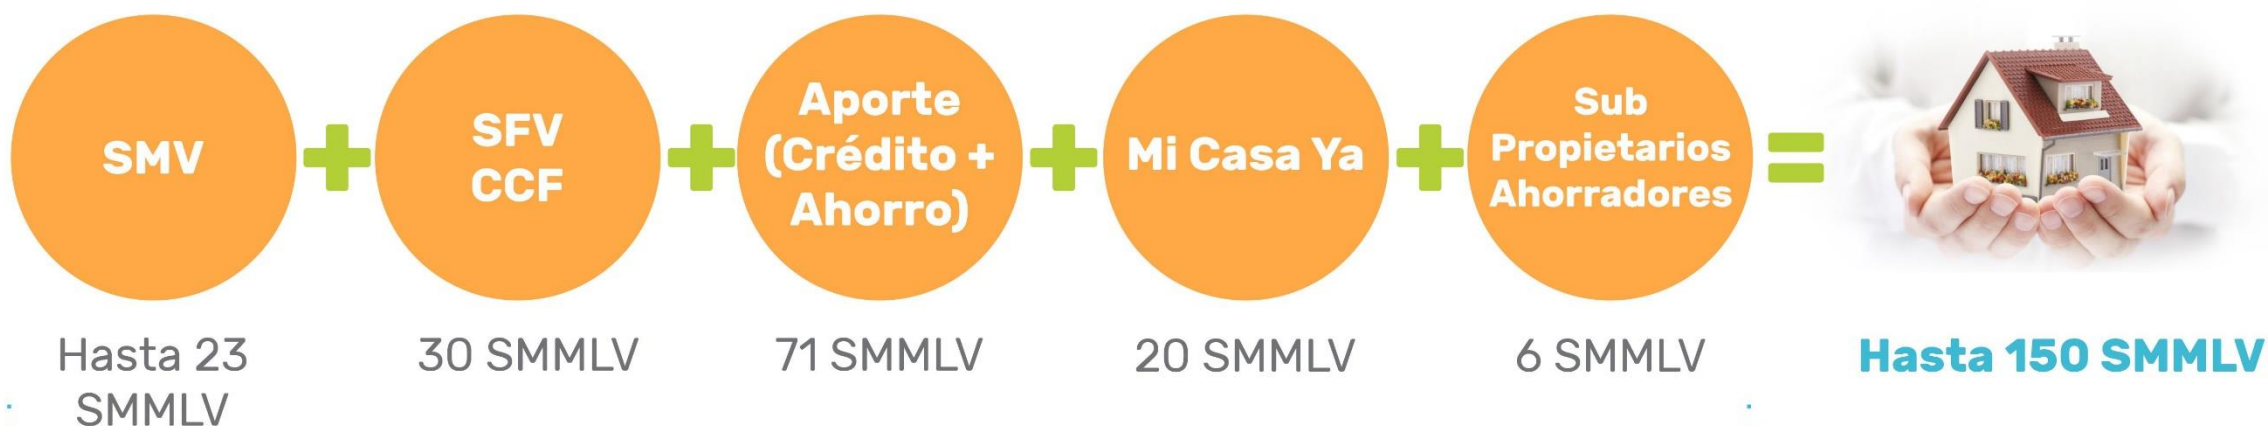 SMV
Hasta 23
SMMLV
+
SFV
CCF
30 SMMLV
+
Aporte
(Crédito +
Ahorro)
71 SMMLV
+
Mi Casa Ya
20 SMMLV
+
Sub
Propietarios
Ahorradores
6 SMMLV
=
Hasta 150 SMMLV